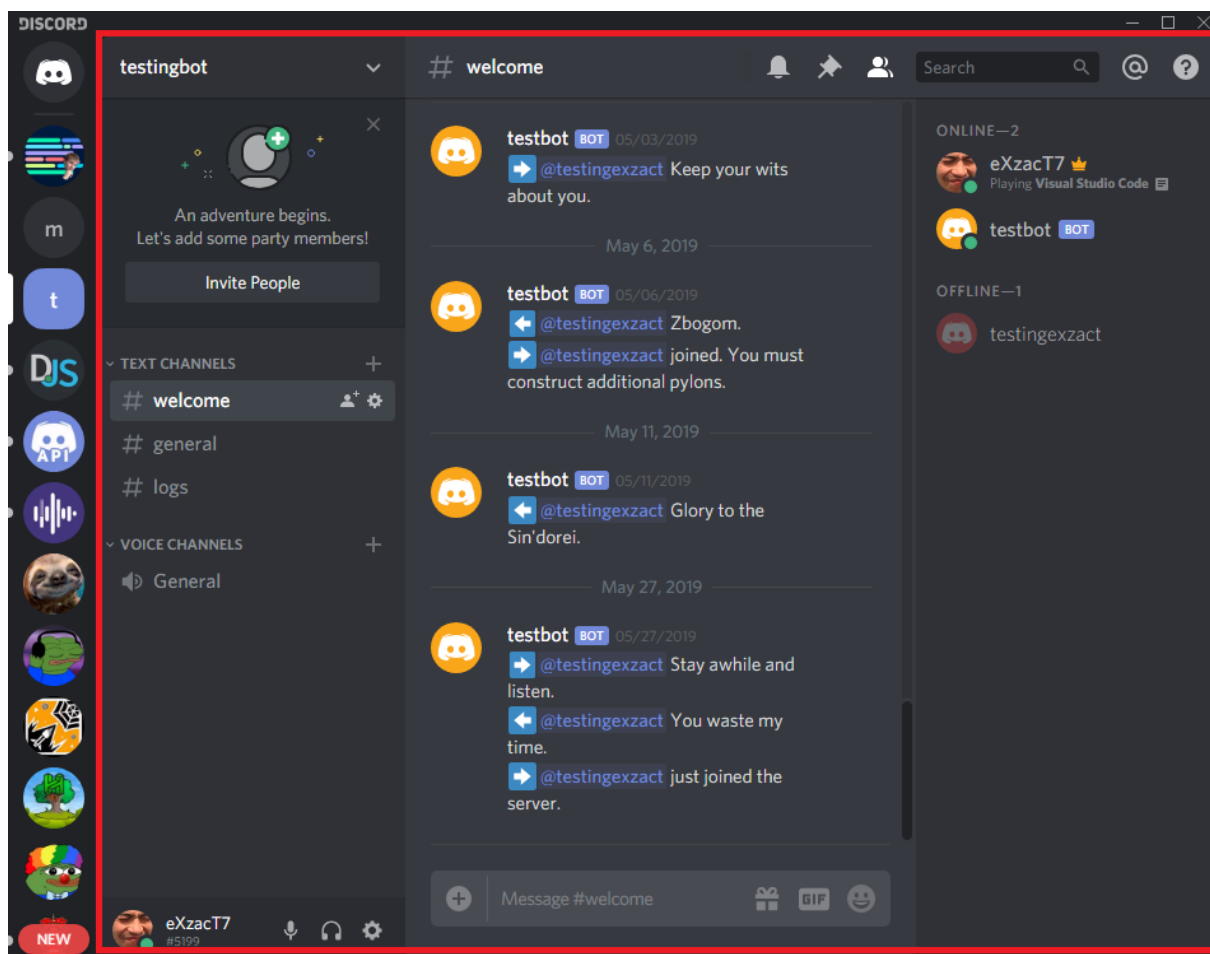 DISCORD
testingbot
# welcome
Search
An adventure begins.
Let's add some party members!
Invite People
TEXT CHANNELS
# welcome
# general
# logs
VOICE CHANNELS
General
m
t
DJS
API
NEW
eXzacT7
#5199
testbot BOT 05/03/2019
@testingexzact Keep your wits
about you.
May 6, 2019
testbot BOT 05/06/2019
@testingexzact Zbogom.
@testingexzact joined. You must
construct additional pylons.
May 11, 2019
testbot BOT 05/11/2019
@testingexzact Glory to the
Sin'dorei.
May 27, 2019
testbot BOT 05/27/2019
@testingexzact Stay awhile and
listen.
@testingexzact You waste my
time.
@testingexzact just joined the
server.
Message #welcome
GIF
ONLINE—2
eXzacT7
Playing Visual Studio Code
testbot BOT
OFFLINE—1
testingexzact